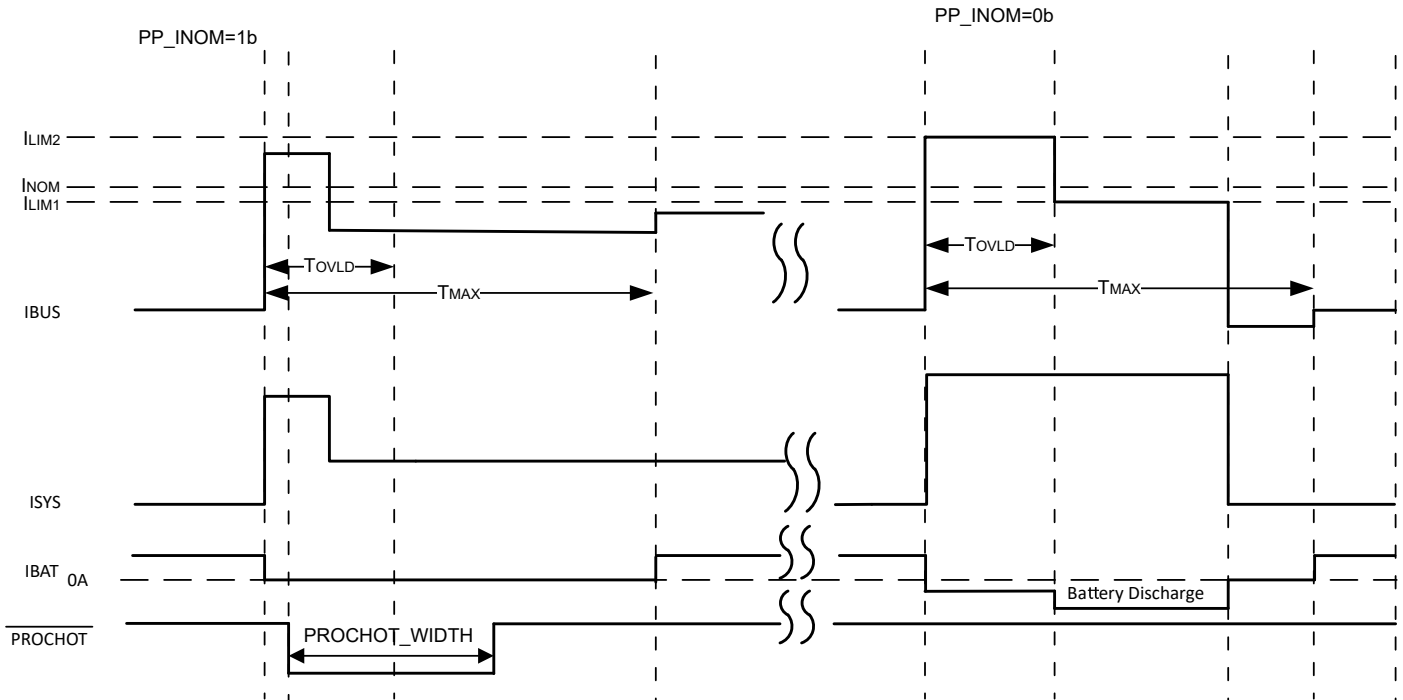 PP_INOM=1b
PP_INOM=0b
ILIM2
INOM
ILIM1
TOVLD
TMAX
TOVLD
TMAX
IBUS
ISYS
IBAT 0A
Battery Discharge
PROCHOT
PROCHOT_WIDTH